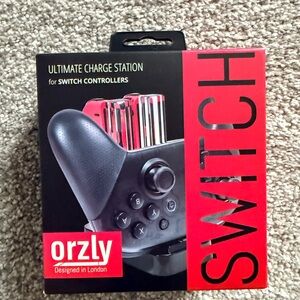 ULTIMATE CHARGE STATION
for SWITCH CONTROLLERS
SWITCH
orzly
Designed in London